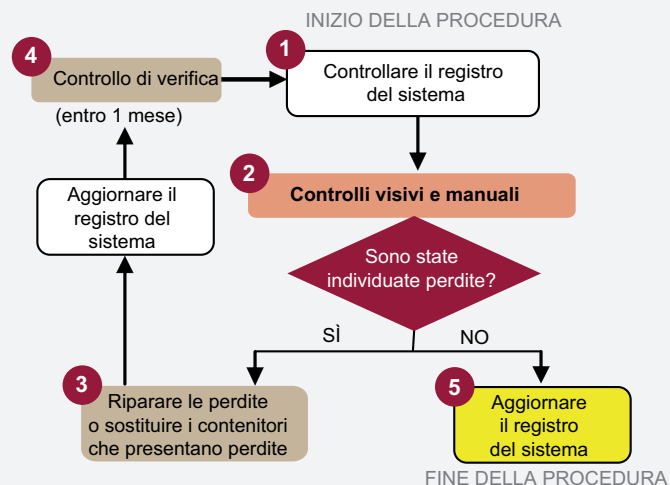 INIZIO DELLA PROCEDURA
4
Controllo di verifica
(entro 1 mese)
1
Controllare il registro
del sistema
2
Controlli visivi e manuali
Aggiornare il
registro del
sistema
Sono state
individuate perdite?
SÌ
NO
3
Riparare le perdite
o sostituire i contenitori
che presentano perdite
5
Aggiornare
il registro
del sistema
FINE DELLA PROCEDURA